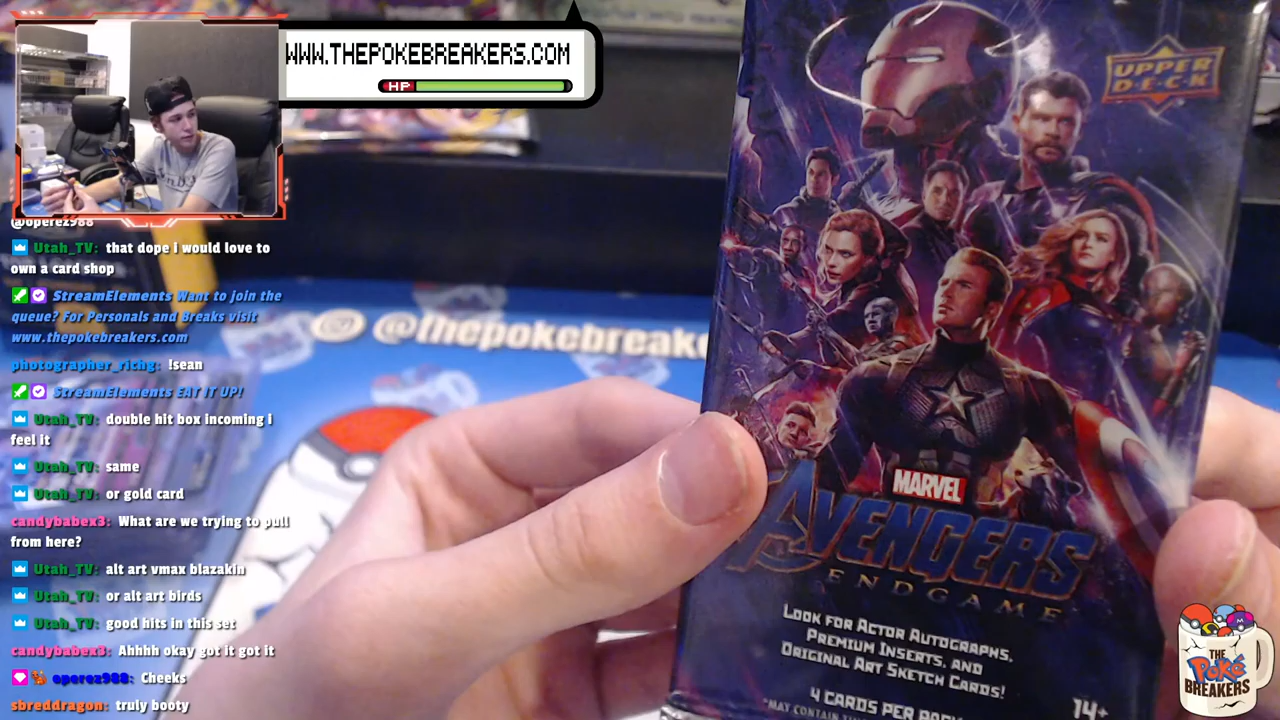 WWW.THEPOKEBREAKERS.COM
HP
@operez988
Utah_TV: that dope i would love to
own a card shop
StreamElements Want to join the
queue? For Personals and Breaks visit
www.thepokebreakers.com
photographer_richg: !sean
StreamElements EAT IT UP!
Utah_TV: double hit box incoming i
feel it
Utah_TV: same
Utah_TV: or gold card
candybabex3: What are we trying to pull
from here?
Utah_TV: alt art vmax blazakin
Utah_TV: or alt art birds
Utah_TV: good hits in this set
candybabex3: Ahhhh okay got it got it
operez988: Cheeks
sbreddragon: truly booty
@thepokebreake
UPPER
DECK
MARVEL
AVENGERS
ENDGAME
LOOK FOR ACTOR AUTOGRAPHS,
PREMIUM INSERTS, AND
ORIGINAL ART SKETCH CARDS!
4 CARDS PER PACK
*MAY CONTAIN
14+
THE
Poké
BREAKERS